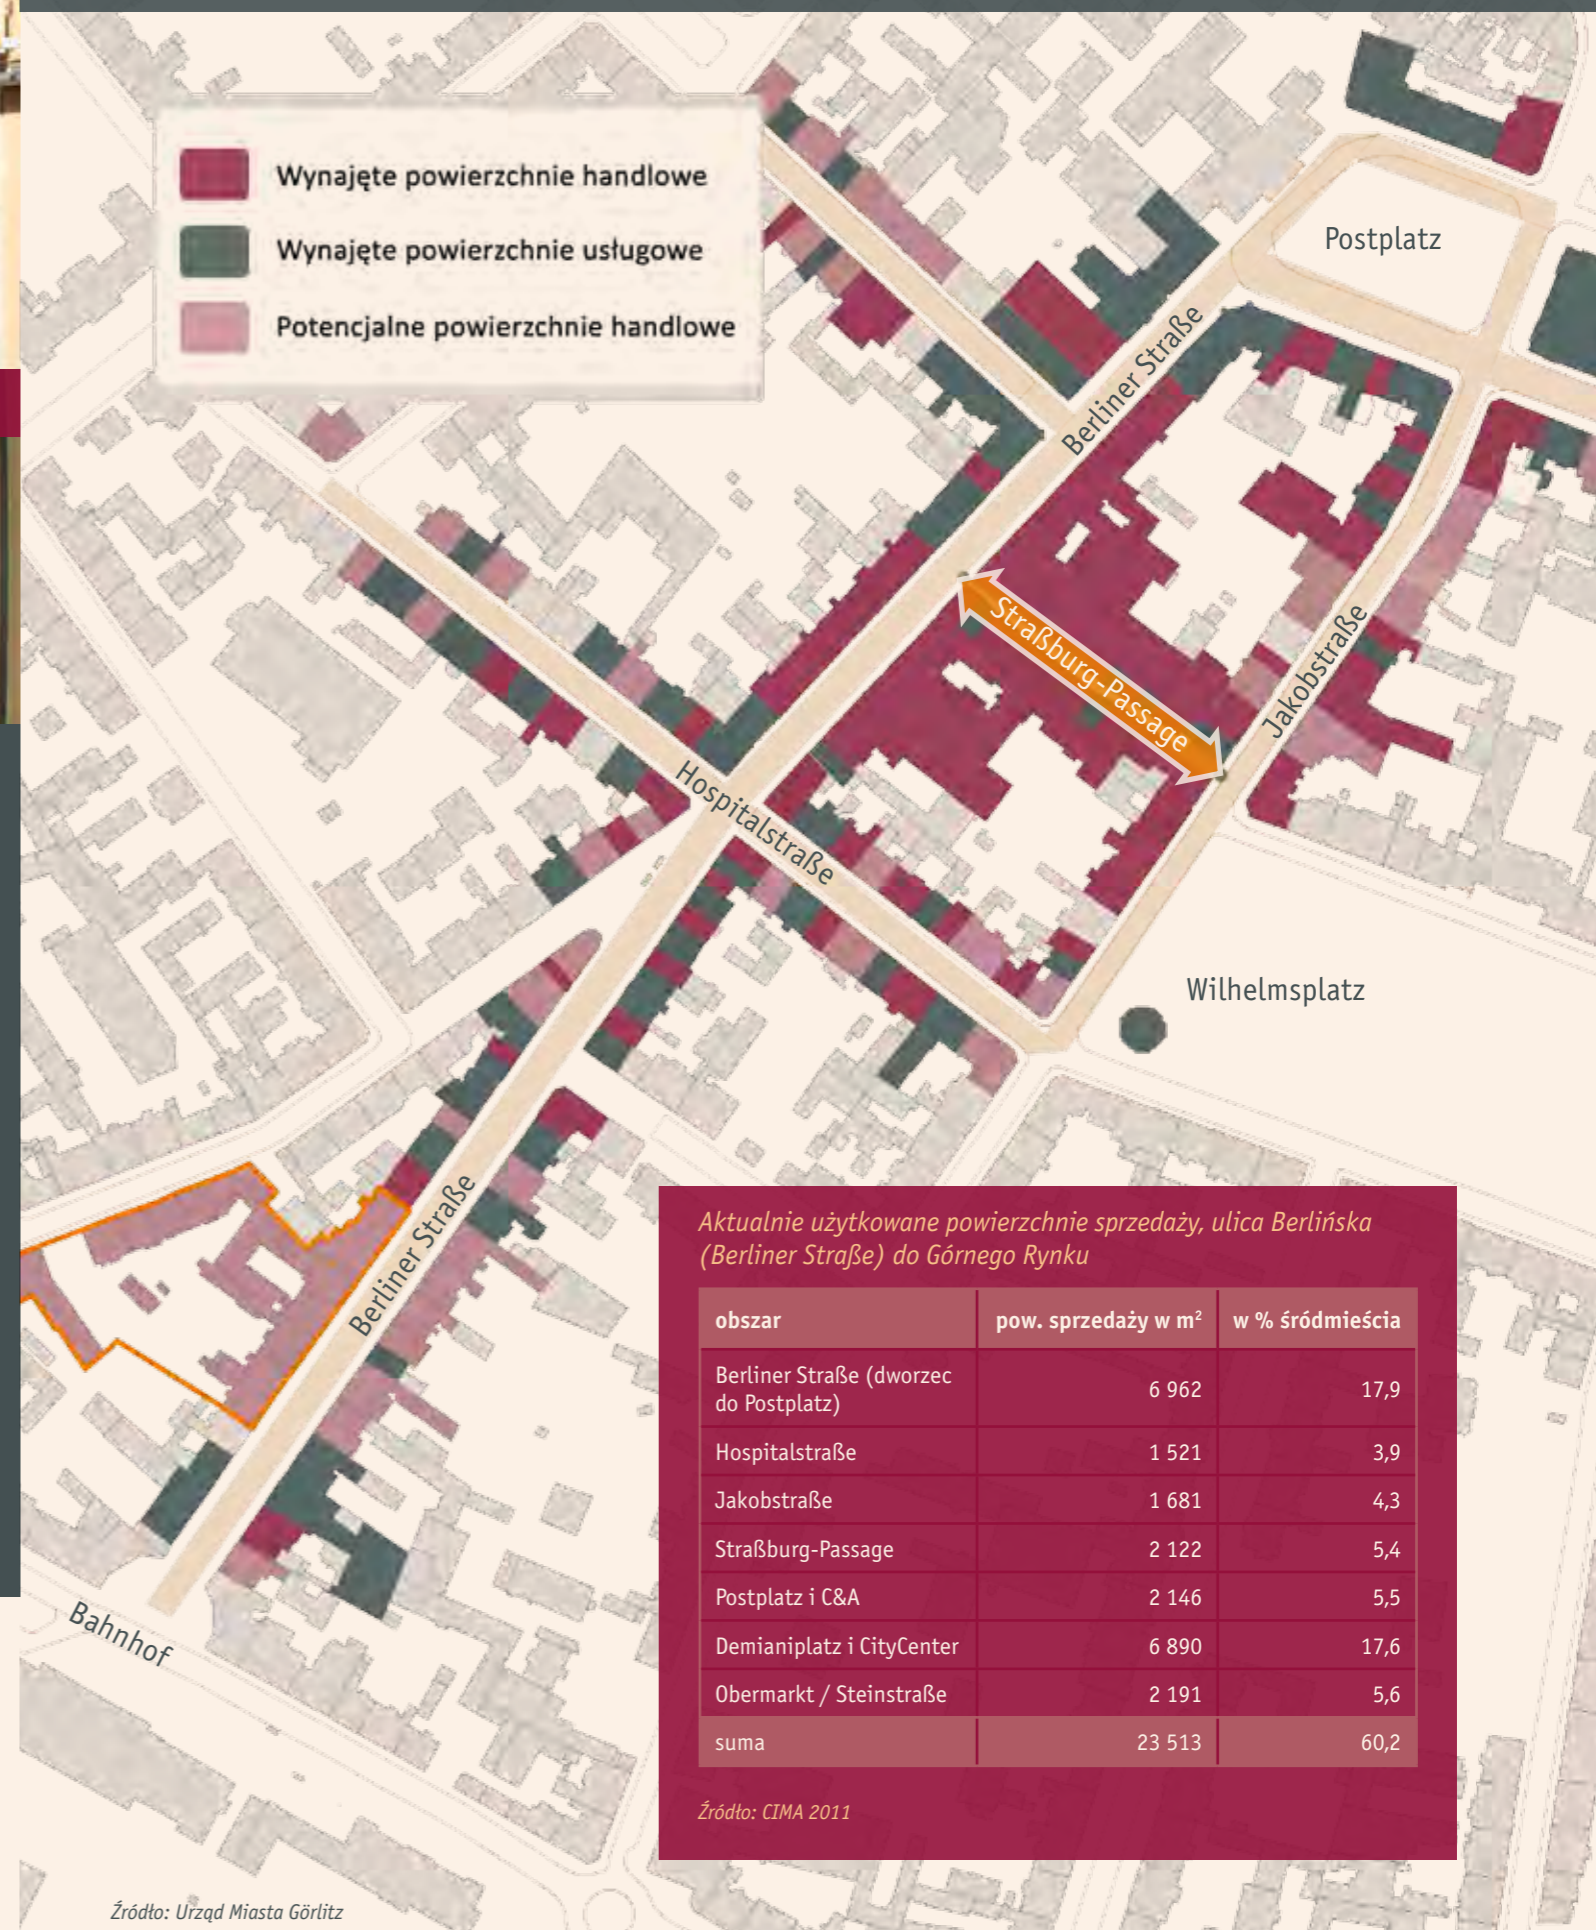 Wynajęte powierzchnie handlowe
Wynajęte powierzchnie usługowe
Potencjalne powierzchnie handlowe
Postplatz
Berliner Straße
Straßburg-Passage
Jakobstraße
Hospitalstraße
Wilhelmsplatz
Berliner Straße
Bahnhof
Aktualnie użytkowane powierzchnie sprzedaży, ulica Berlińska
(Berliner Straße) do Górnego Rynku
obszar pow. sprzedaży w m² w % śródmieścia
Berliner Straße (dworzec
do Postplatz) 6 962 17,9
Hospitalstraße 1 521 3,9
Jakobstraße 1 681 4,3
Straßburg-Passage 2 122 5,4
Postplatz i C&A 2 146 5,5
Demianiplatz i CityCenter 6 890 17,6
Obermarkt / Steinstraße 2 191 5,6
suma 23 513 60,2
Źródło: CIMA 2011
Źródło: Urząd Miasta Görlitz